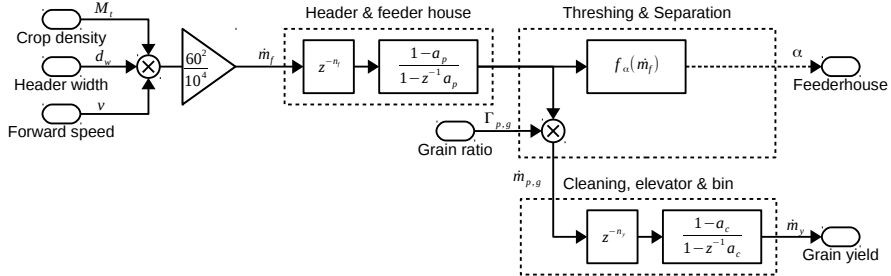 M_t
Crop density
d_w
Header width
v
Forward speed
60^2
10^4
ṁ_f
Header & feeder house
z^{-n_f}
1−a_p
1−z^{-1}a_p
Threshing & Separation
f_α(ṁ_f)
α
Feederhouse
Γ_{p,g}
Grain ratio
ṁ_{p,g}
Cleaning, elevator & bin
z^{-n_y}
1−a_c
1−z^{-1}a_c
ṁ_y
Grain yield